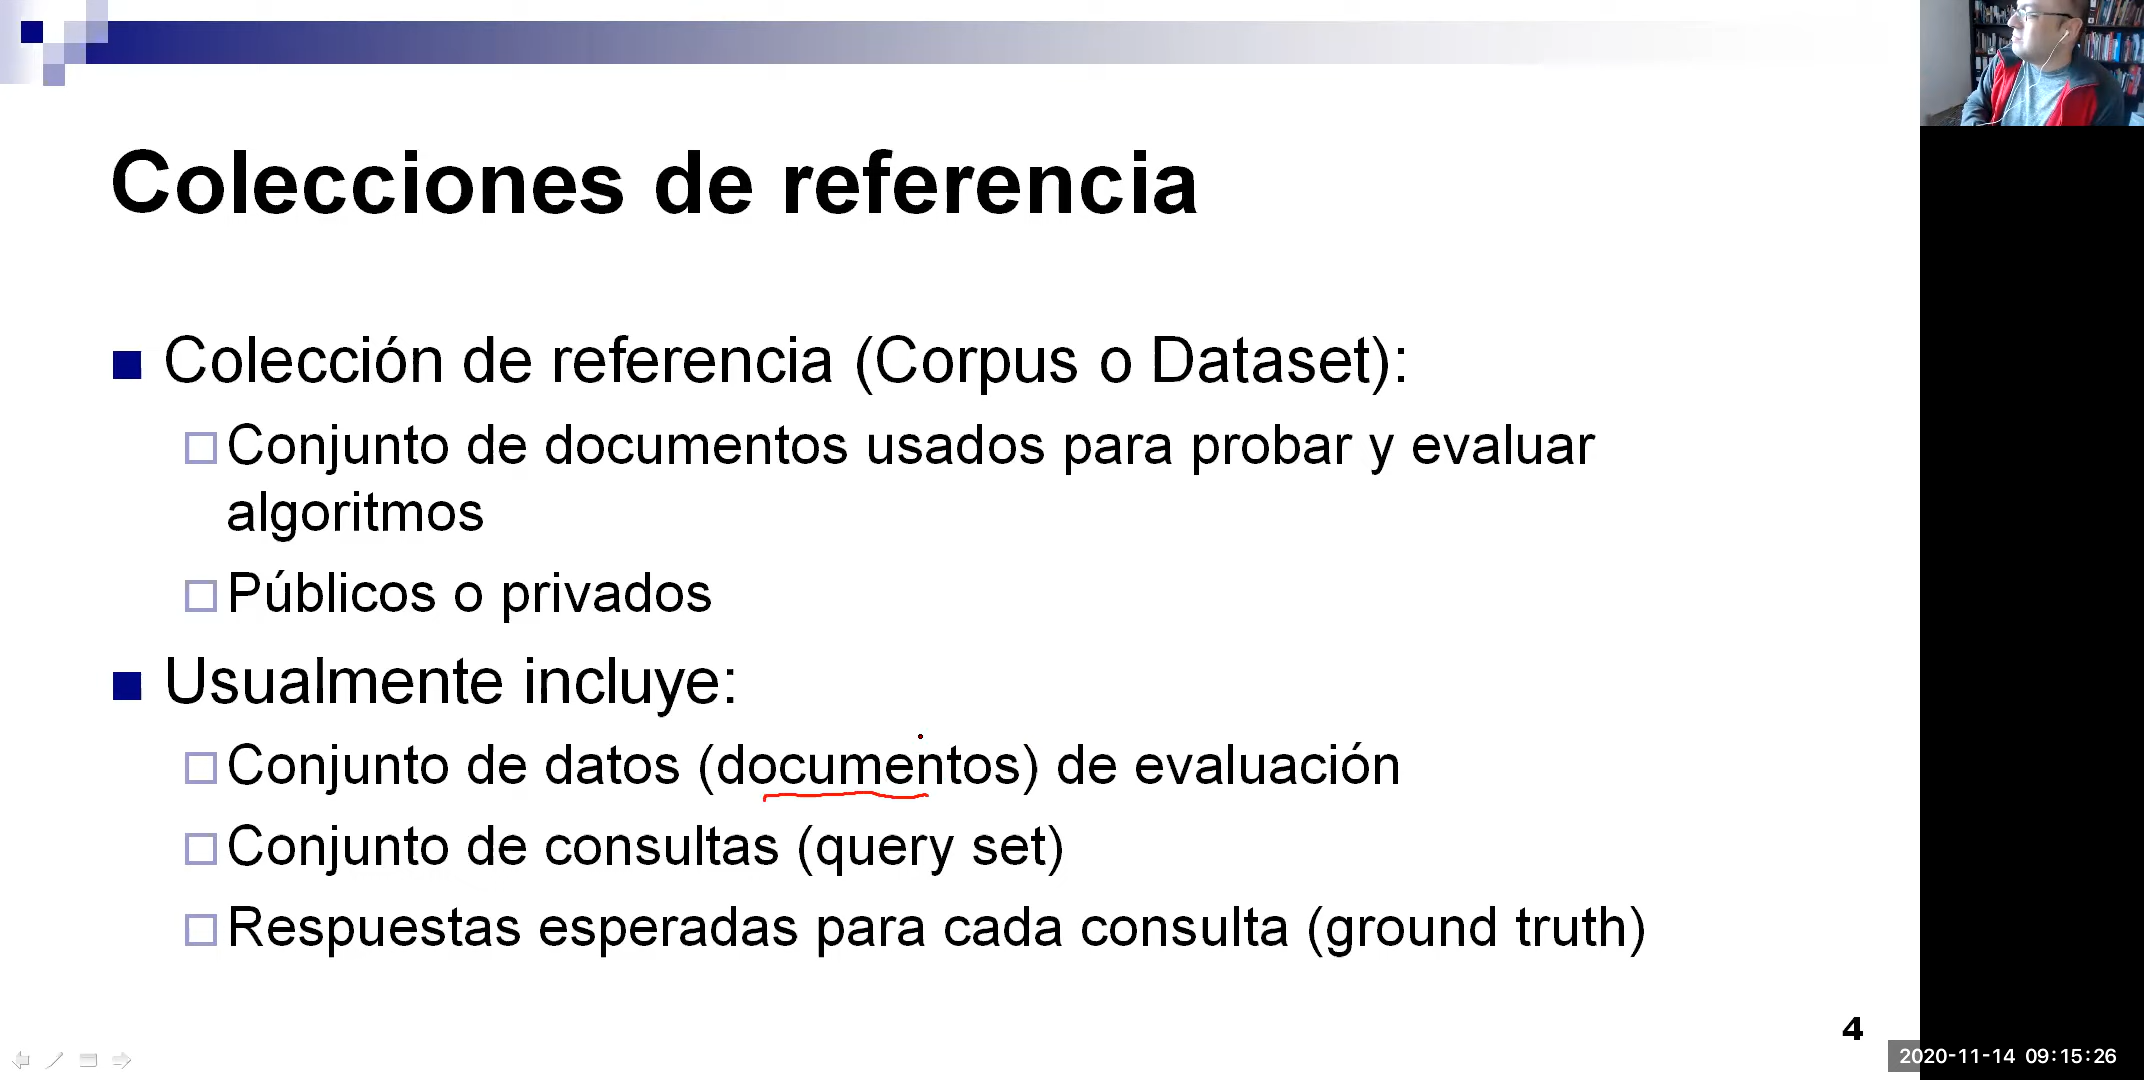 Colecciones de referencia
Colección de referencia (Corpus o Dataset):
Conjunto de documentos usados para probar y evaluar
algoritmos
Públicos o privados
Usualmente incluye:
Conjunto de datos (documentos) de evaluación
Conjunto de consultas (query set)
Respuestas esperadas para cada consulta (ground truth)
4
2020-11-14 09:15:26